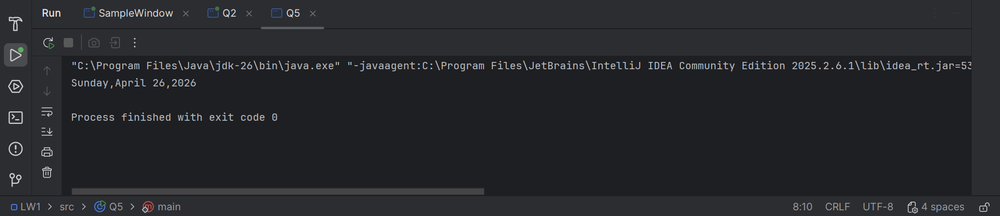 Run SampleWindow Q2 Q5
"C:\Program Files\Java\jdk-26\bin\java.exe" "-javaagent:C:\Program Files\JetBrains\IntelliJ IDEA Community Edition 2025.2.6.1\lib\idea_rt.jar=53
Sunday,April 26,2026
Process finished with exit code 0
LW1 > src > Q5 > main 8:10 CRLF UTF-8 4 spaces